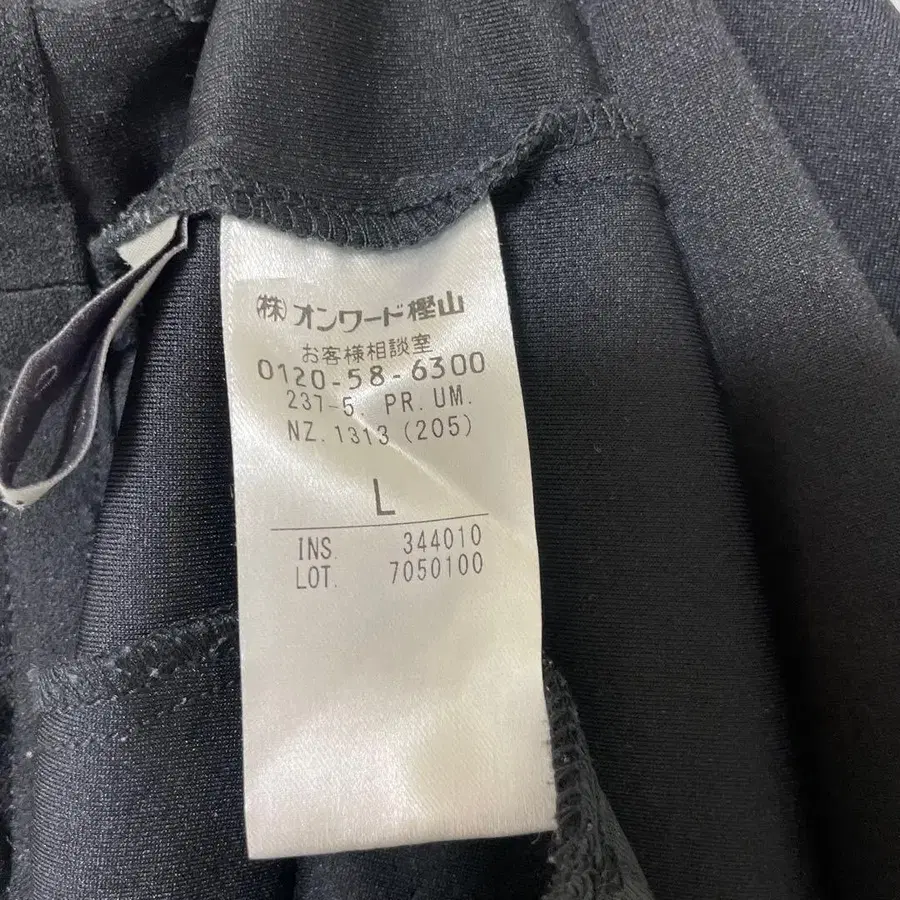 (株)オンワード樫山
お客様相談室
0120-58-6300
237-5. PR. UM.
NZ. 1313 (205)
L
INS. 344010
LOT. 7050100